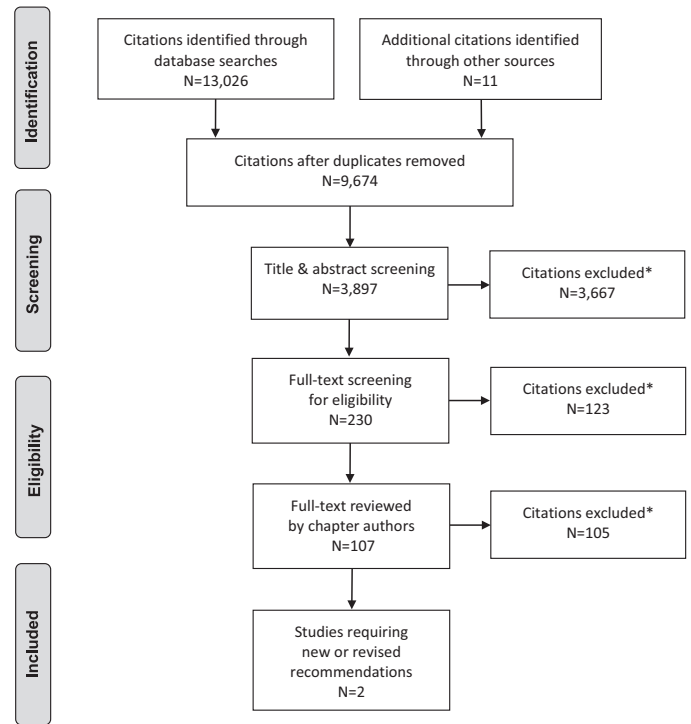 Identification
Citations identified through
database searches
N=13,026
Additional citations identified
through other sources
N=11
Citations after duplicates removed
N=9,674
Screening
Title & abstract screening
N=3,897
Citations excluded*
N=3,667
Eligibility
Full-text screening
for eligibility
N=230
Citations excluded*
N=123
Full-text reviewed
by chapter authors
N=107
Citations excluded*
N=105
Included
Studies requiring
new or revised
recommendations
N=2